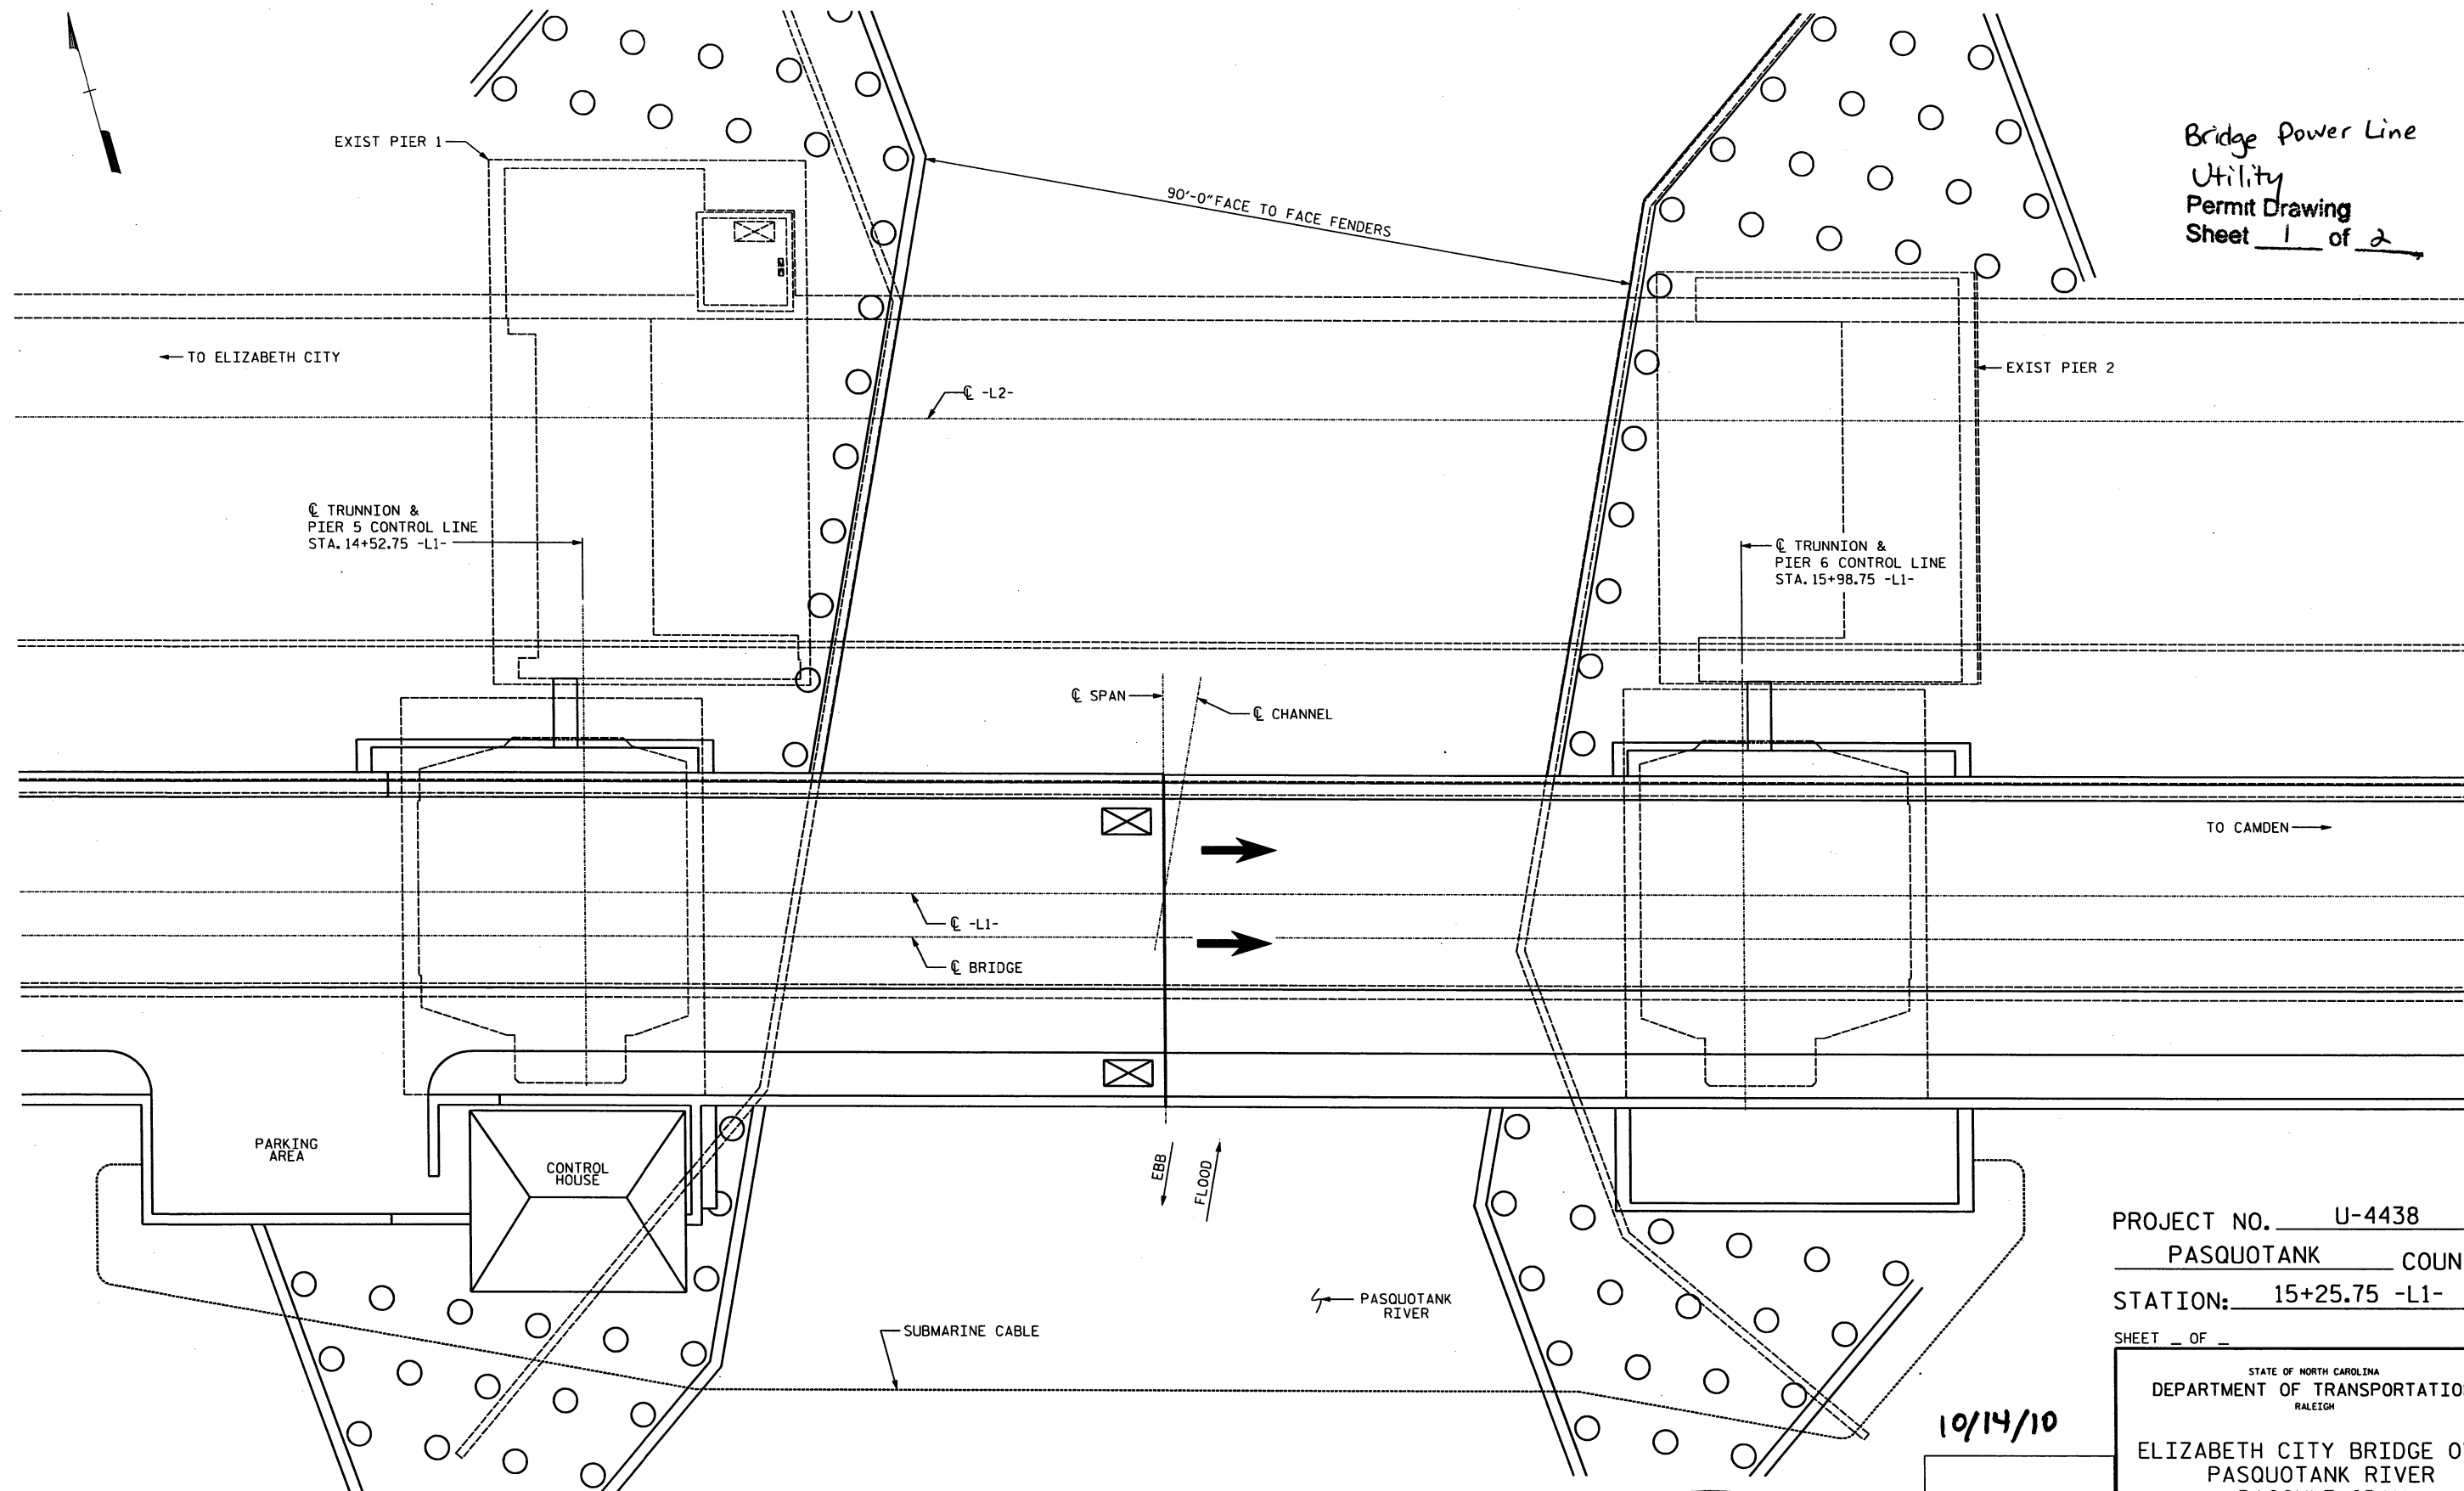 Bridge Power Line
Utility
Permit Drawing
Sheet 1 of 2
EXIST PIER 1
90'-0" FACE TO FACE FENDERS
TO ELIZABETH CITY
EXIST PIER 2
℄ -L2-
℄ TRUNNION &
PIER 5 CONTROL LINE
STA. 14+52.75 -L1-
℄ TRUNNION &
PIER 6 CONTROL LINE
STA. 15+98.75 -L1-
℄ SPAN
℄ CHANNEL
TO CAMDEN
℄ -L1-
℄ BRIDGE
PARKING
AREA
CONTROL
HOUSE
EBB
FLOOD
PASQUOTANK
RIVER
SUBMARINE CABLE
PROJECT NO. U-4438
PASQUOTANK COUN
STATION: 15+25.75 -L1-
SHEET _ OF _
STATE OF NORTH CAROLINA
DEPARTMENT OF TRANSPORTATIO
RALEIGH
10/14/10
ELIZABETH CITY BRIDGE
PASQUOTANK RIVER